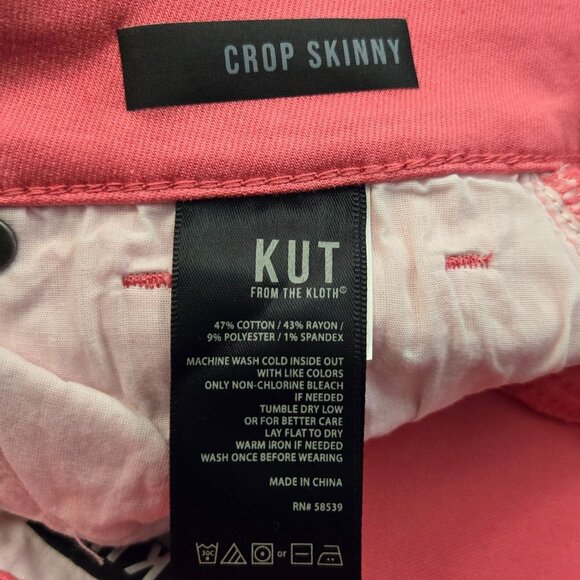 CROP SKINNY
KUT
FROM THE KLOTH©
47% COTTON / 43% RAYON /
9% POLYESTER / 1% SPANDEX
MACHINE WASH COLD INSIDE OUT
WITH LIKE COLORS
ONLY NON-CHLORINE BLEACH
IF NEEDED
TUMBLE DRY LOW
OR FOR BETTER CARE
LAY FLAT TO DRY
WARM IRON IF NEEDED
WASH ONCE BEFORE WEARING
MADE IN CHINA
RN# 58539
30C or